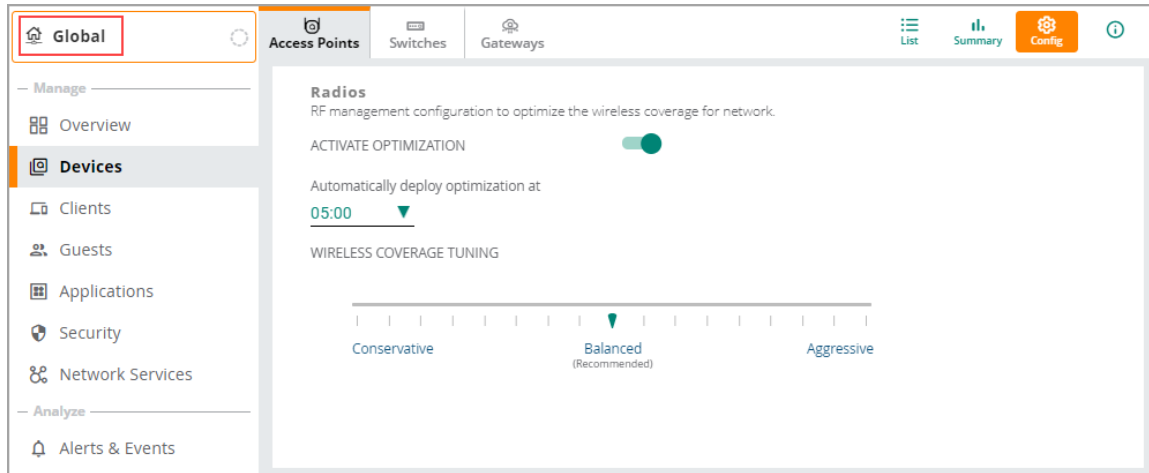 Global
Manage
Overview
Devices
Clients
Guests
Applications
Security
Network Services
Analyze
Alerts & Events
Access Points
Switches
Gateways
List
Summary
Config
Radios
RF management configuration to optimize the wireless coverage for network.
ACTIVATE OPTIMIZATION
Automatically deploy optimization at
05:00
WIRELESS COVERAGE TUNING
Conservative Balanced Aggressive
(Recommended)